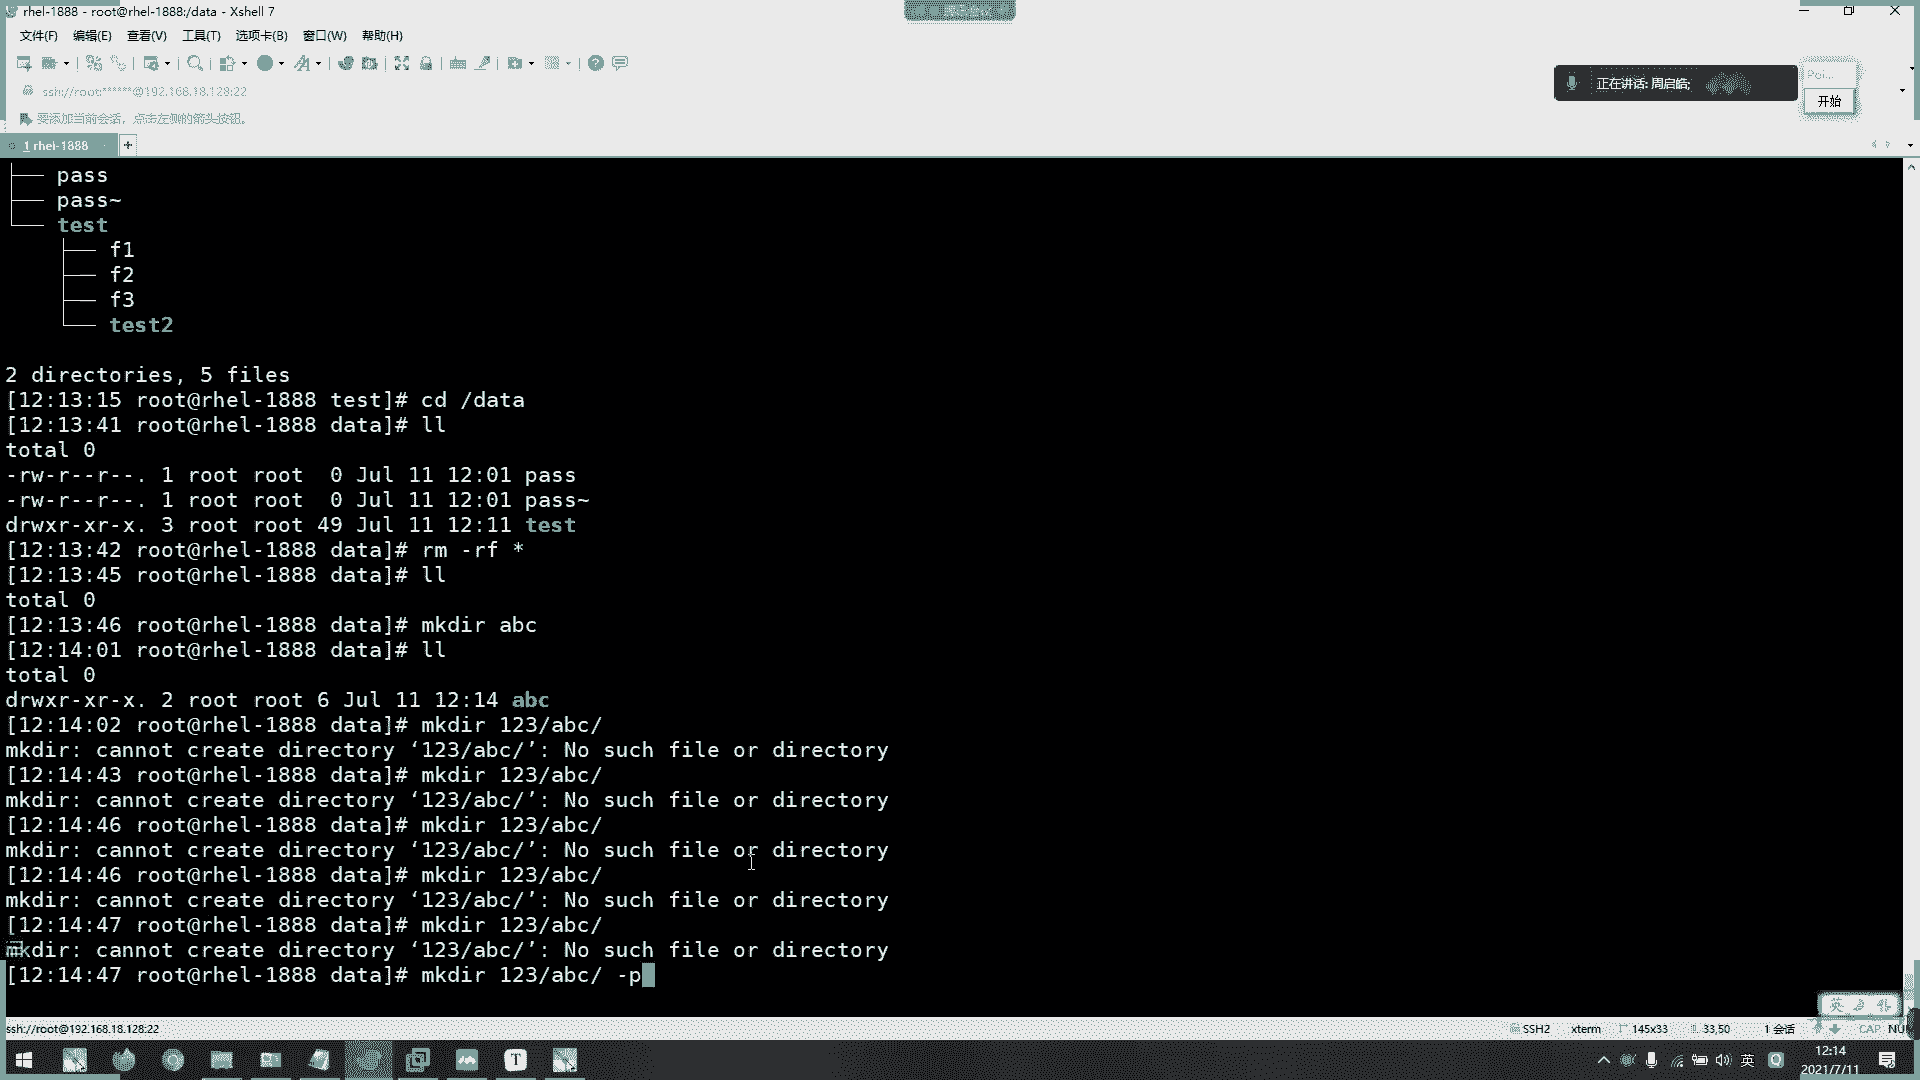 rhel-1888 - root@rhel-1888:/data - Xshell 7
文件(F) 编辑(E) 查看(V) 工具(T) 选项卡(B) 窗口(W) 帮助(H)
ssh://root:******@192.168.18.128:22
要添加当前会话，点击左侧的箭头按钮。
正在讲话: 周启皓;
Poi...
开始
1 rhel-1888
├── pass
├── pass~
└── test
├── f1
├── f2
├── f3
└── test2
2 directories, 5 files
[12:13:15 root@rhel-1888 test]# cd /data
[12:13:41 root@rhel-1888 data]# ll
total 0
-rw-r--r--. 1 root root  0 Jul 11 12:01 pass
-rw-r--r--. 1 root root  0 Jul 11 12:01 pass~
drwxr-xr-x. 3 root root 49 Jul 11 12:11 test
[12:13:42 root@rhel-1888 data]# rm -rf *
[12:13:45 root@rhel-1888 data]# ll
total 0
[12:13:46 root@rhel-1888 data]# mkdir abc
[12:14:01 root@rhel-1888 data]# ll
total 0
drwxr-xr-x. 2 root root 6 Jul 11 12:14 abc
[12:14:02 root@rhel-1888 data]# mkdir 123/abc/
mkdir: cannot create directory ‘123/abc/’: No such file or directory
[12:14:43 root@rhel-1888 data]# mkdir 123/abc/
mkdir: cannot create directory ‘123/abc/’: No such file or directory
[12:14:46 root@rhel-1888 data]# mkdir 123/abc/
mkdir: cannot create directory ‘123/abc/’: No such file or directory
[12:14:46 root@rhel-1888 data]# mkdir 123/abc/
mkdir: cannot create directory ‘123/abc/’: No such file or directory
[12:14:47 root@rhel-1888 data]# mkdir 123/abc/
mkdir: cannot create directory ‘123/abc/’: No such file or directory
[12:14:47 root@rhel-1888 data]# mkdir 123/abc/ -p
英
ssh://root@192.168.18.128:22
SSH2 xterm 145x33 33,50 1 会话 CAP NUM
T
英
12:14
2021/7/11